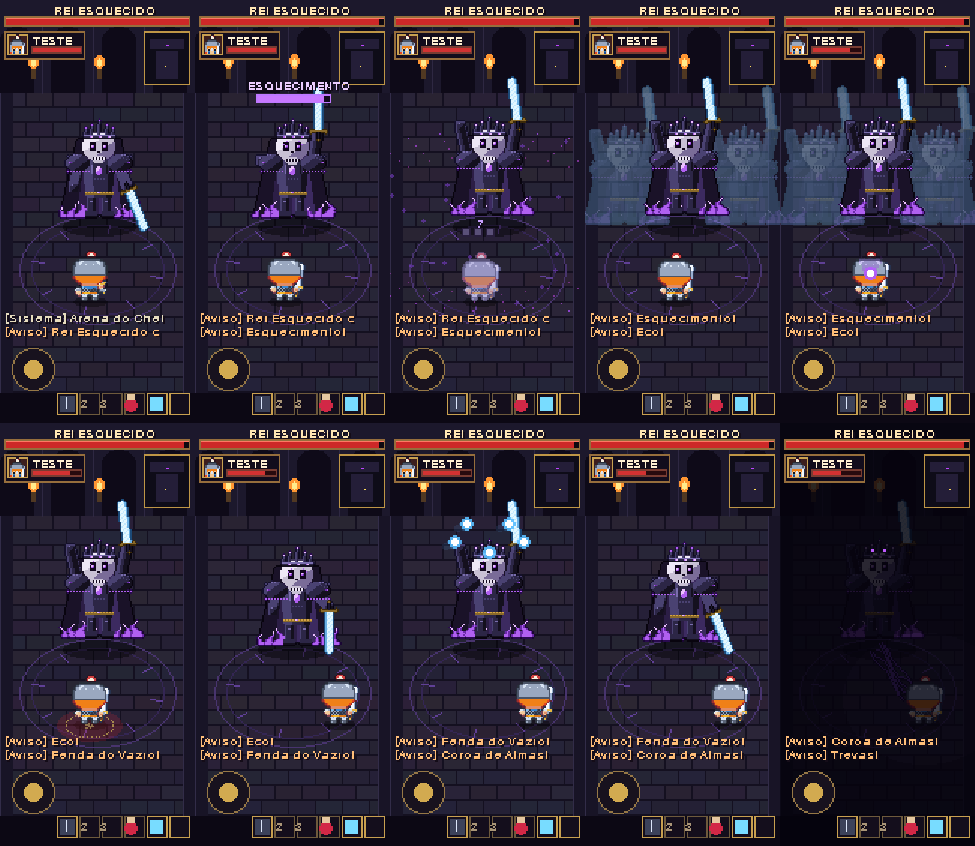 REI ESQUECIDO
TESTE
[Sistema] Arena do Chef
[Aviso] Rei Esquecido c
REI ESQUECIDO
TESTE
ESQUECIMENTO
[Aviso] Rei Esquecido c
[Aviso] Esquecimento!
REI ESQUECIDO
TESTE
?
[Aviso] Rei Esquecido c
[Aviso] Esquecimento!
REI ESQUECIDO
TESTE
[Aviso] Esquecimento!
[Aviso] Eco!
REI ESQUECIDO
TESTE
[Aviso] Esquecimento!
[Aviso] Eco!
REI ESQUECIDO
TESTE
[Aviso] Eco!
[Aviso] Fenda do Vazio!
REI ESQUECIDO
TESTE
[Aviso] Eco!
[Aviso] Fenda do Vazio!
REI ESQUECIDO
TESTE
[Aviso] Fenda do Vazio!
[Aviso] Coroa de Almas!
REI ESQUECIDO
TESTE
[Aviso] Fenda do Vazio!
[Aviso] Coroa de Almas!
REI ESQUECIDO
TESTE
[Aviso] Coroa de Almas!
[Aviso] Trevas!